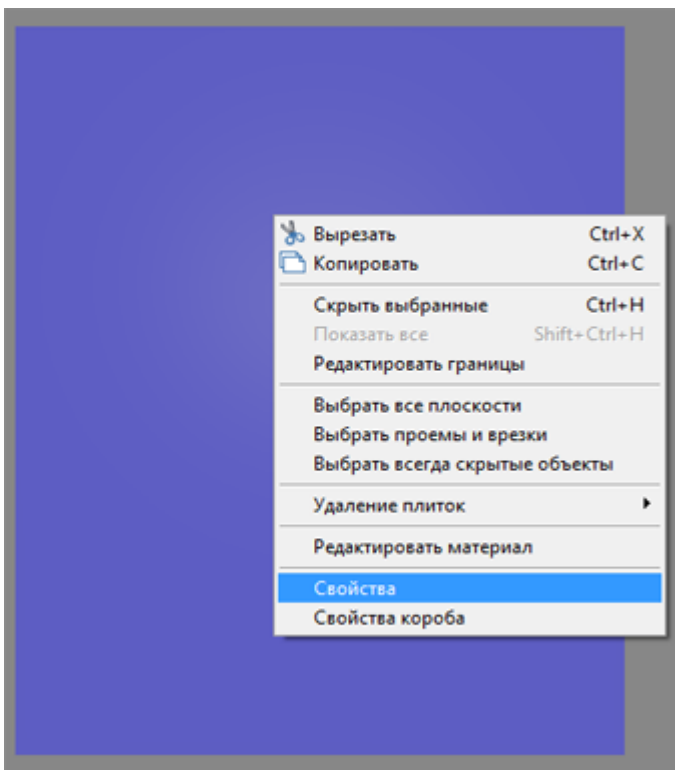 Вырезать Ctrl+X
Копировать Ctrl+C
Скрыть выбранные Ctrl+H
Показать все Shift+Ctrl+H
Редактировать границы
Выбрать все плоскости
Выбрать проемы и врезки
Выбрать всегда скрытые объекты
Удаление плиток
Редактировать материал
Свойства
Свойства короба